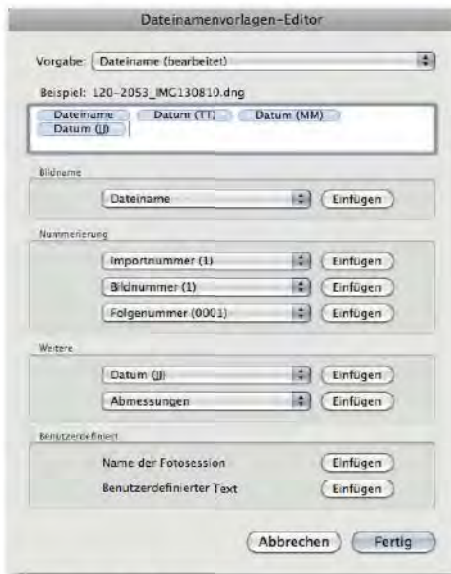 Dateinamenvorlagen-Editor
Vorgabe: Dateiname (bearbeitet)
Beispiel: 120-2053_IMG130810.dng
Dateiname Datum (TT) Datum (MM)
Datum (JJ)
Bildname
Dateiname Einfügen
Nummerierung
Importnummer (1) Einfügen
Bildnummer (1) Einfügen
Folgenummer (0001) Einfügen
Weitere
Datum (JJ) Einfügen
Abmessungen Einfügen
Benutzerdefiniert
Name der Fotosession Einfügen
Benutzerdefinierter Text Einfügen
Abbrechen Fertig